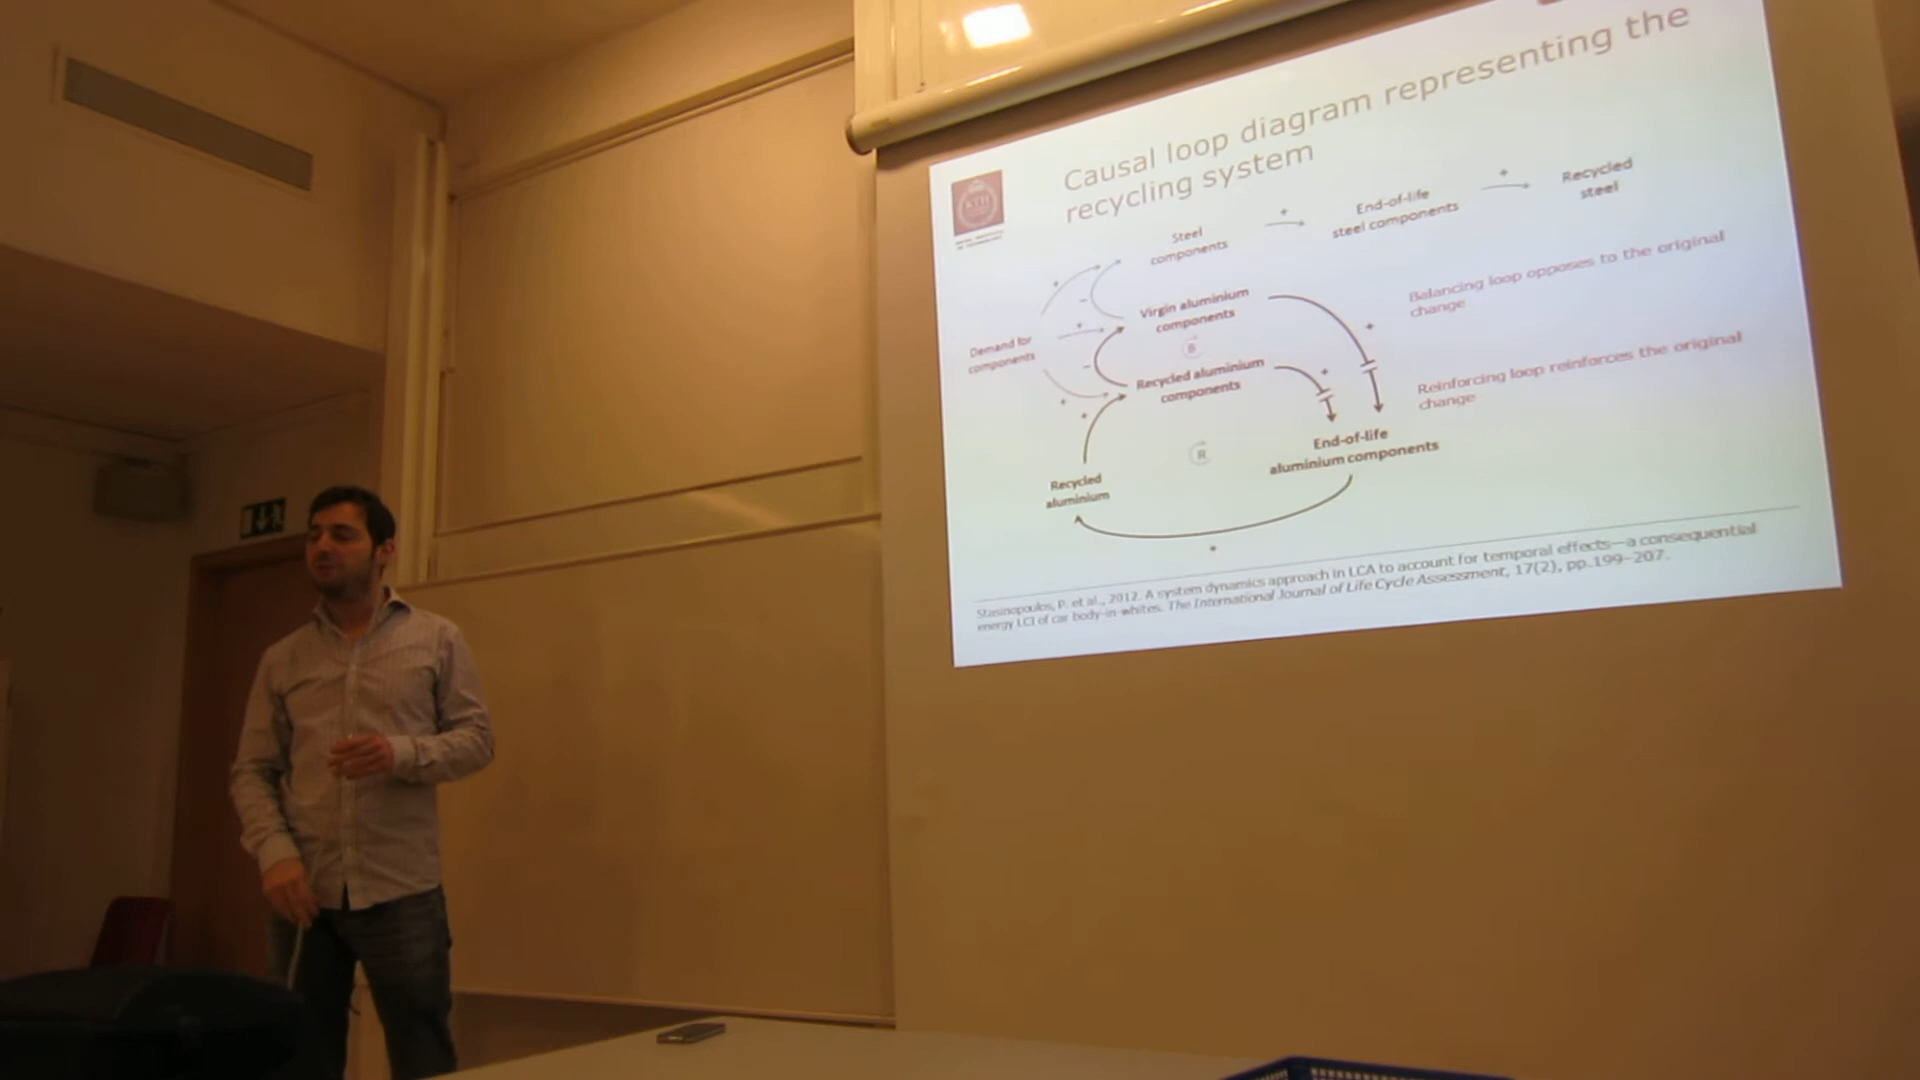 Causal loop diagram representing the
recycling system
KTH
Steel
components
+
End-of-life
steel components
+
Recycled
steel
+
-
Virgin aluminium
components
+
Balancing loop opposes to the original
change
+
Demand for
components
B
-
Recycled aluminium
components
+
Reinforcing loop reinforces the original
change
+
+
End-of-life
aluminium components
R
Recycled
aluminium
+
Stasinopoulos, P. et al., 2012. A system dynamics approach in LCA to account for temporal effects—a consequential
energy LCI of car body-in-whites. The International Journal of Life Cycle Assessment, 17(2), pp.199–207.